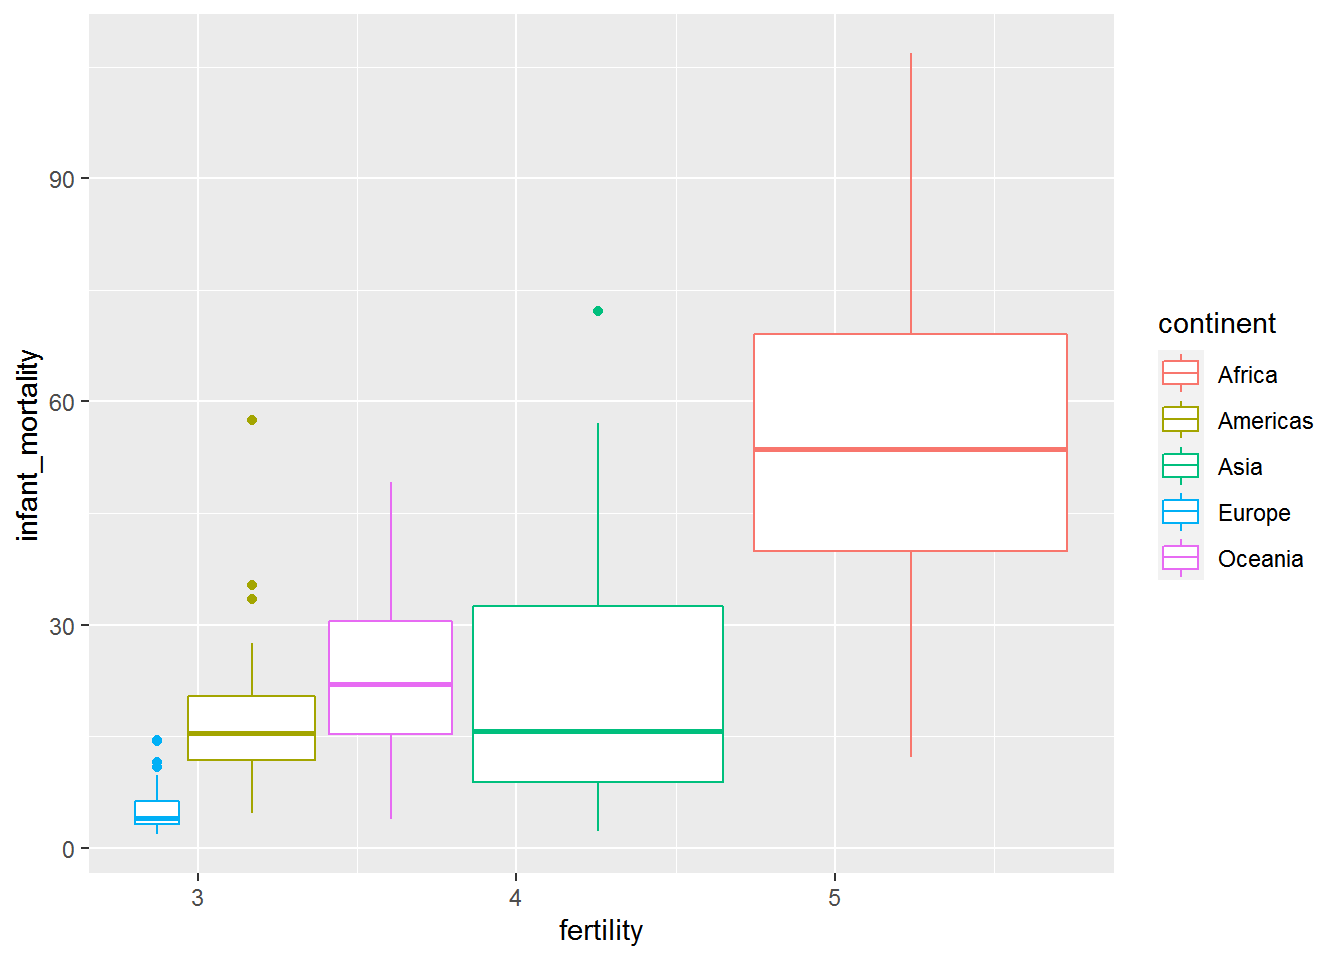 infant_mortality
90
60
30
0
3
4
5
fertility
continent
Africa
Americas
Asia
Europe
Oceania